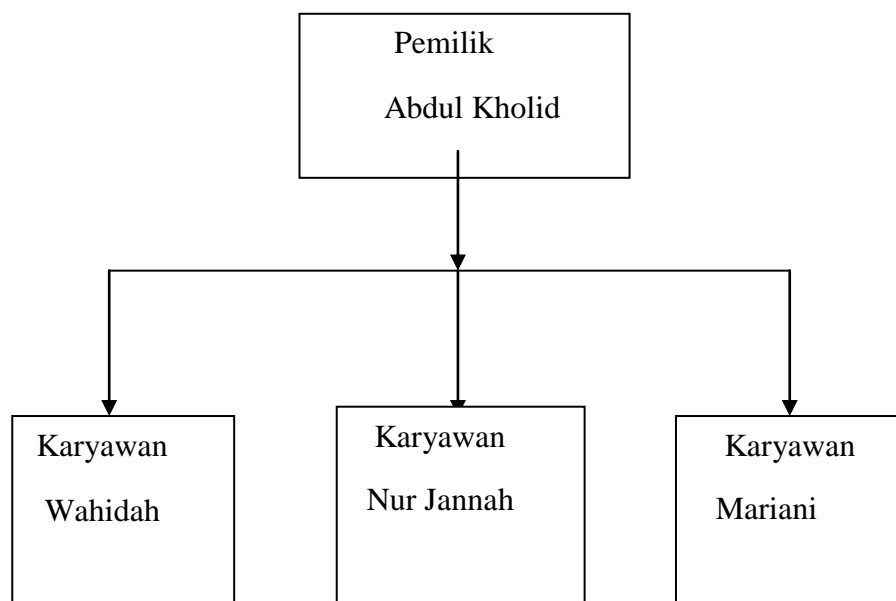 Pemilik
Abdul Kholid
Karyawan
Wahidah
Karyawan
Nur Jannah
Karyawan
Mariani